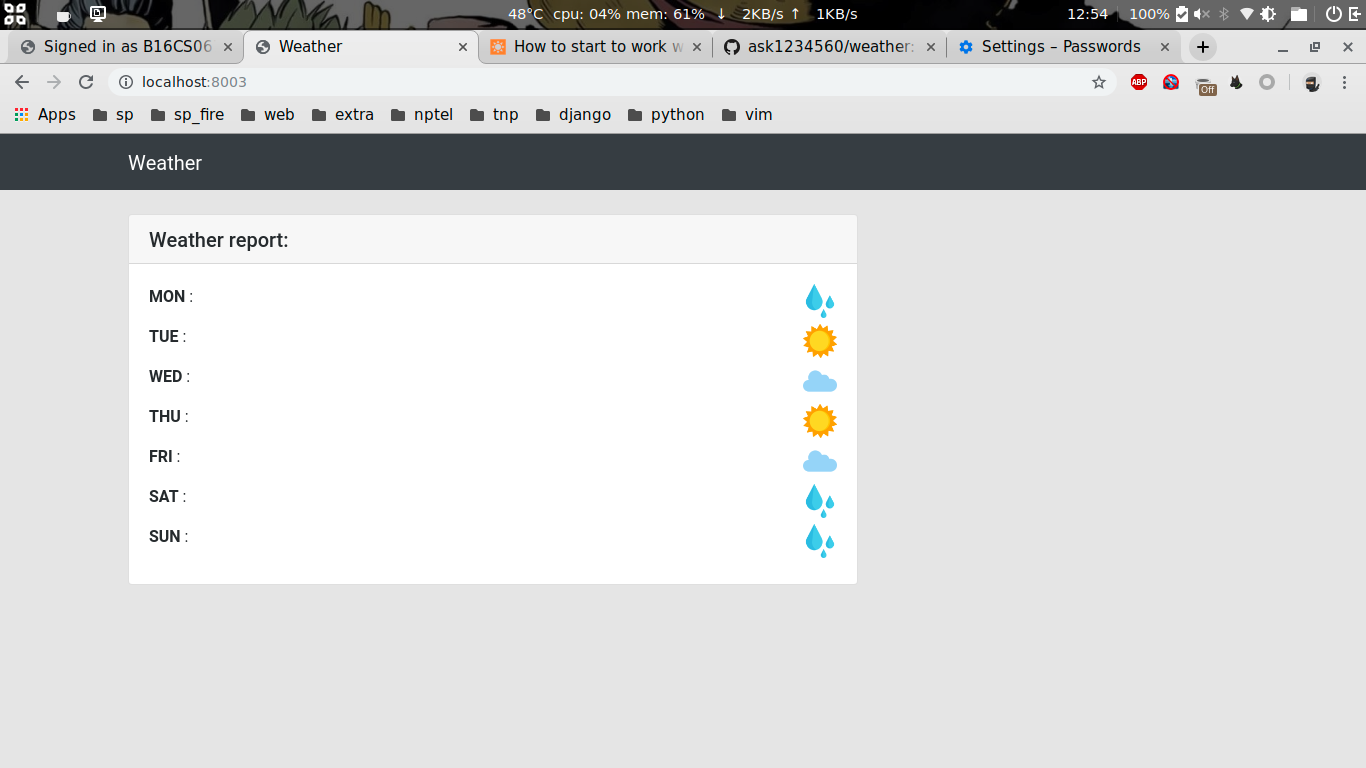 48°C cpu: 04% mem: 61% ↓ 2KB/s ↑ 1KB/s 12:54 100%
Signed in as B16CS06 Weather How to start to work w ask1234560/weather: Settings – Passwords
localhost:8003 ABP Off
Apps sp sp_fire web extra nptel tnp django python vim
Weather
Weather report:
MON :
TUE :
WED :
THU :
FRI :
SAT :
SUN :